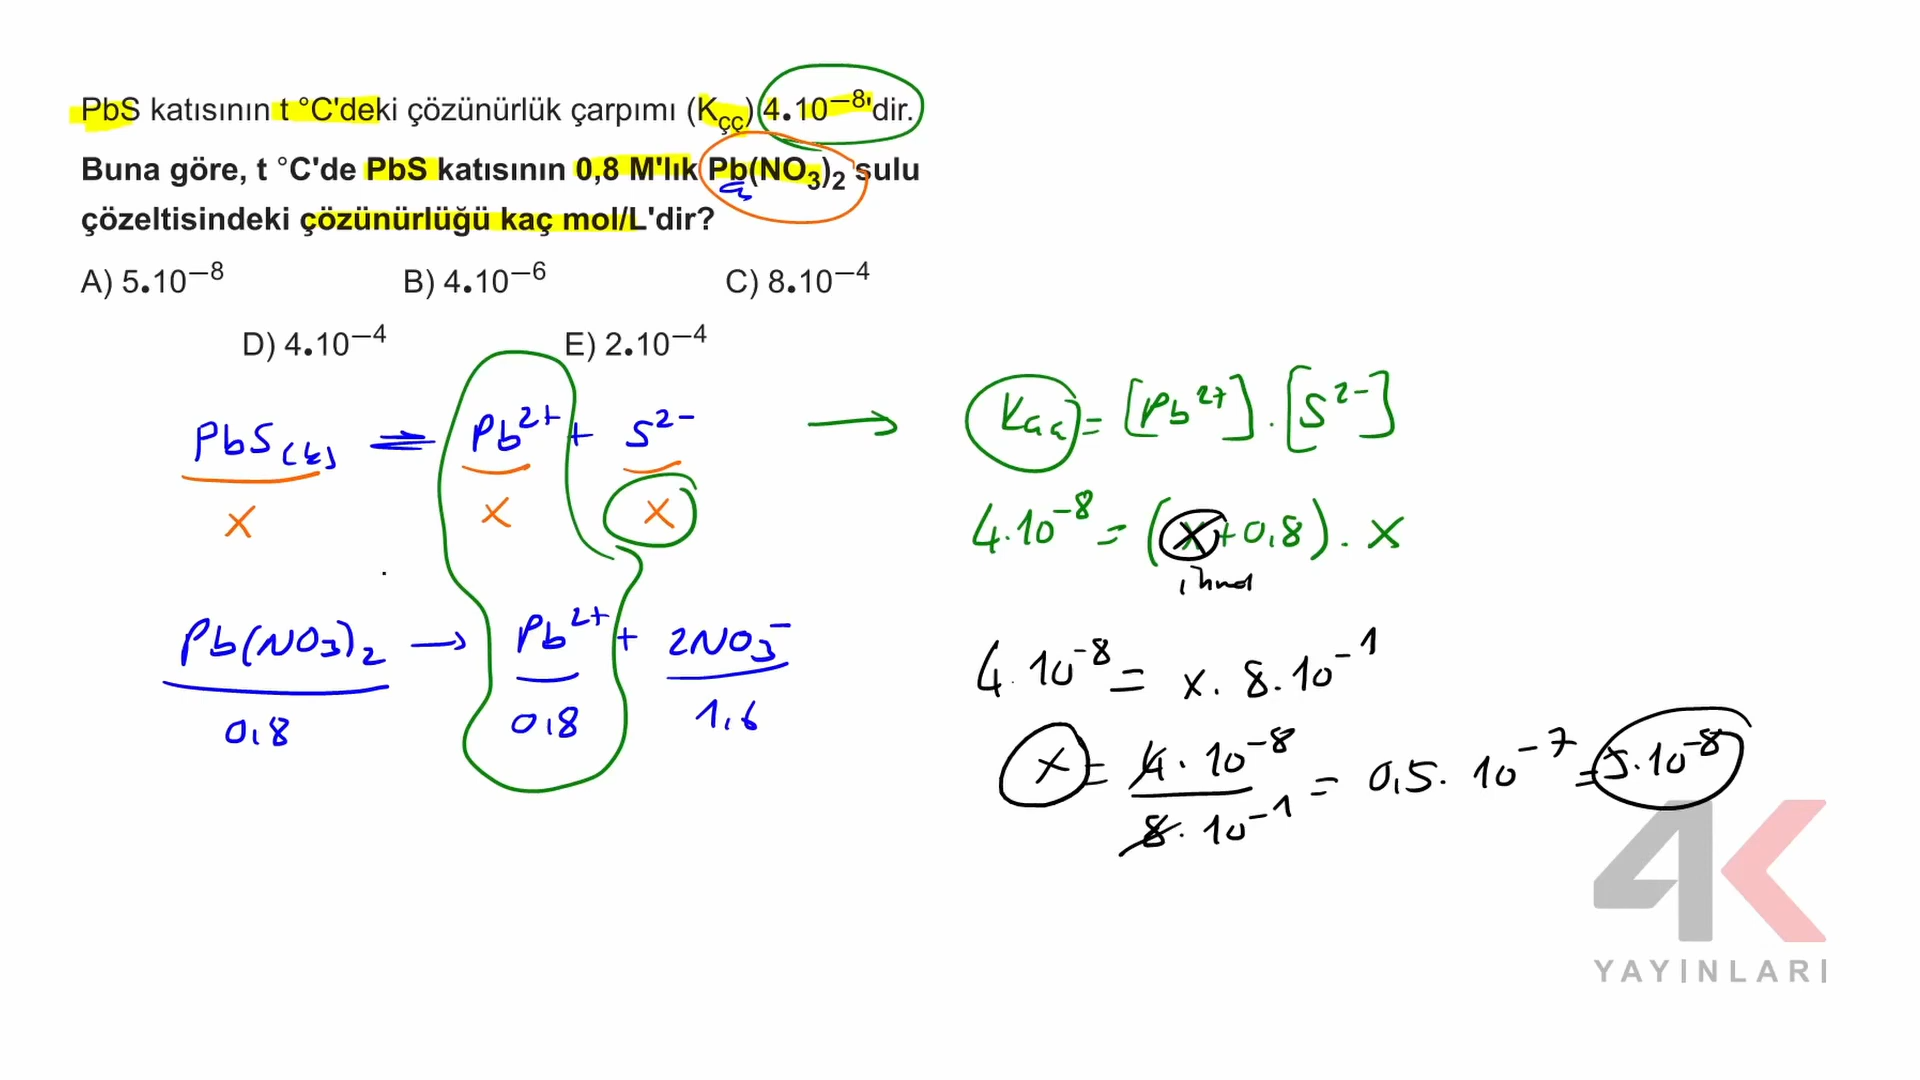 PbS katısının t °C'deki çözünürlük çarpımı (Kçç) 4.10⁻⁸'dir.
Buna göre, t °C'de PbS katısının 0,8 M'lık Pb(NO₃)₂ sulu
çözeltisindeki çözünürlüğü kaç mol/L'dir?
A) 5.10⁻⁸ B) 4.10⁻⁶ C) 8.10⁻⁴
D) 4.10⁻⁴ E) 2.10⁻⁴
PbS(k) ⇌ Pb²⁺ + S²⁻
x x x
Pb(NO₃)₂ → Pb²⁺ + 2NO₃⁻
0,8 0,8 1,6
→ Kçç = [Pb²⁺] . [S²⁻]
4.10⁻⁸ = (x+0,8) . x
ihmal
4.10⁻⁸ = x. 8.10⁻¹
x = 4.10⁻⁸ / 8.10⁻¹ = 0,5. 10⁻⁷ = 5.10⁻⁸
4K
YAYINLARI